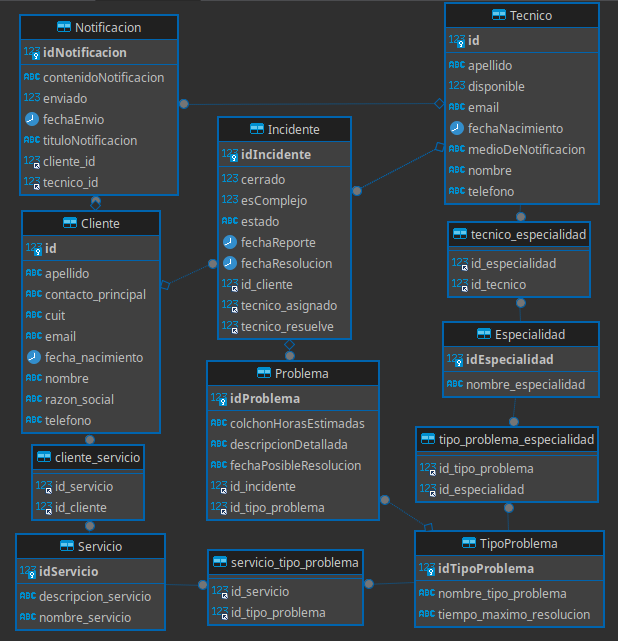 Notificacion
idNotificacion
contenidoNotificacion
enviado
fechaEnvio
tituloNotificacion
cliente_id
tecnico_id
Tecnico
id
apellido
disponible
email
fechaNacimiento
medioDeNotificacion
nombre
telefono
Incidente
idIncidente
cerrado
esComplejo
estado
fechaReporte
fechaResolucion
id_cliente
tecnico_asignado
tecnico_resuelve
Cliente
id
apellido
contacto_principal
cuit
email
fecha_nacimiento
nombre
razon_social
telefono
tecnico_especialidad
id_especialidad
id_tecnico
Especialidad
idEspecialidad
nombre_especialidad
Problema
idProblema
colchonHorasEstimadas
descripcionDetallada
fechaPosibleResolucion
id_incidente
id_tipo_problema
cliente_servicio
id_servicio
id_cliente
tipo_problema_especialidad
id_tipo_problema
id_especialidad
Servicio
idServicio
descripcion_servicio
nombre_servicio
servicio_tipo_problema
id_servicio
id_tipo_problema
TipoProblema
idTipoProblema
nombre_tipo_problema
tiempo_maximo_resolucion